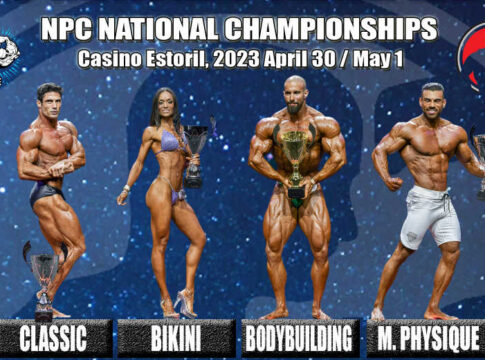 NPC NATIONAL CHAMPIONSHIPS
Casino Estoril, 2023 April 30 / May 1
CLASSIC
BIKINI
BODYBUILDING
M. PHYSIQUE